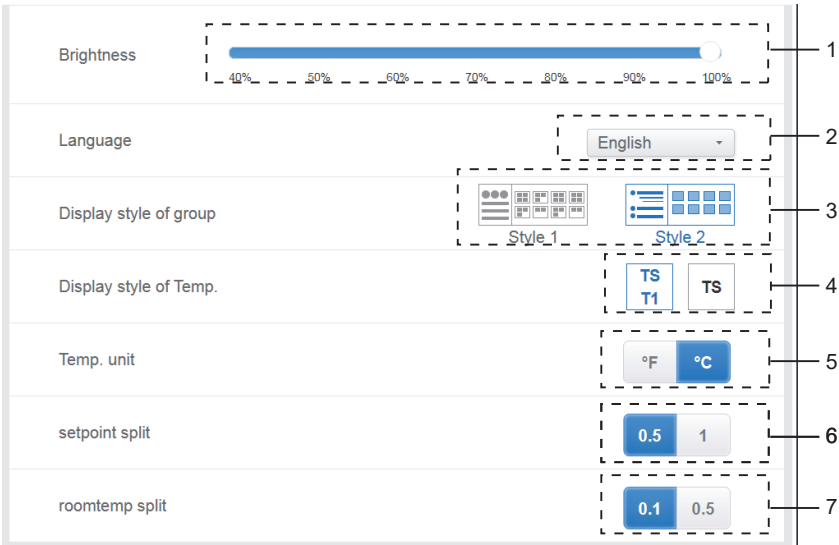 Brightness
40% 50% 60% 70% 80% 90% 100%
1
Language
English
2
Display style of group
Style 1
Style 2
3
Display style of Temp.
TS
T1
TS
4
Temp. unit
°F
°C
5
setpoint split
0.5
1
6
roomtemp split
0.1
0.5
7